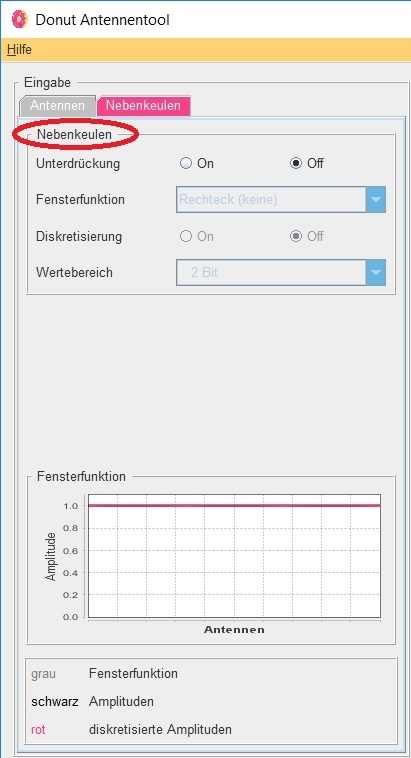 Donut Antennentool
Hilfe
Eingabe
Antennen Nebenkeulen
Nebenkeulen
Unterdrückung On Off
Fensterfunktion Rechteck (keine)
Diskretisierung On Off
Wertebereich 2 Bit
Fensterfunktion
1.0
0.8
0.6
0.4
0.2
0.0
Amplitude
Antennen
grau Fensterfunktion
schwarz Amplituden
rot diskretisierte Amplituden